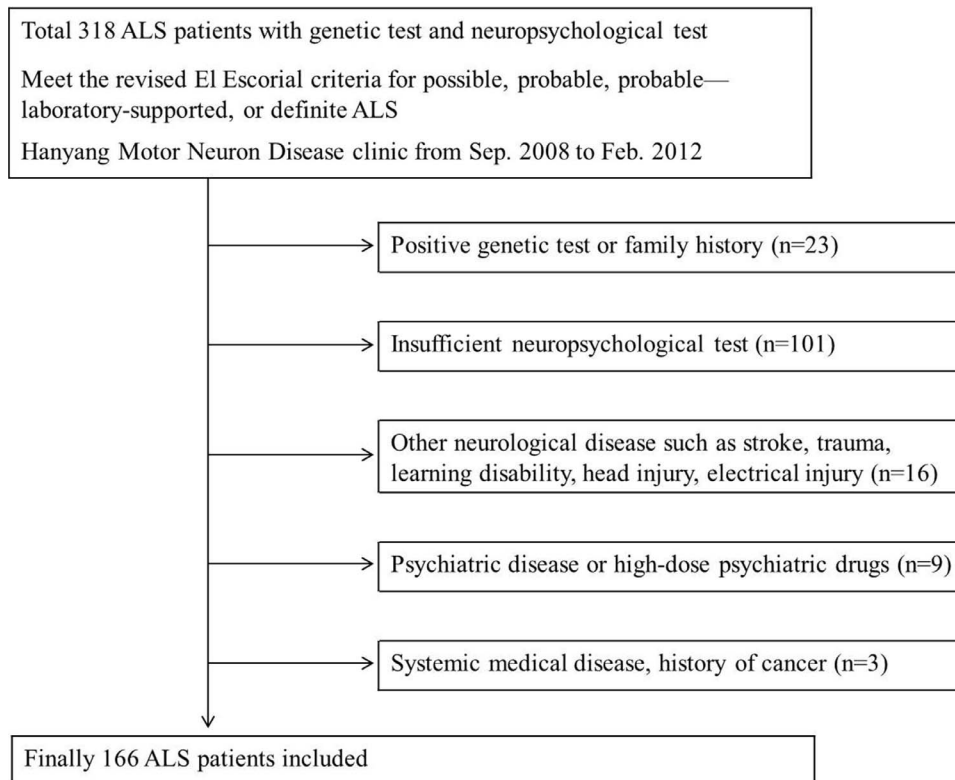 Total 318 ALS patients with genetic test and neuropsychological test
Meet the revised El Escorial criteria for possible, probable, probable—
laboratory-supported, or definite ALS
Hanyang Motor Neuron Disease clinic from Sep. 2008 to Feb. 2012
Positive genetic test or family history (n=23)
Insufficient neuropsychological test (n=101)
Other neurological disease such as stroke, trauma,
learning disability, head injury, electrical injury (n=16)
Psychiatric disease or high-dose psychiatric drugs (n=9)
Systemic medical disease, history of cancer (n=3)
Finally 166 ALS patients included